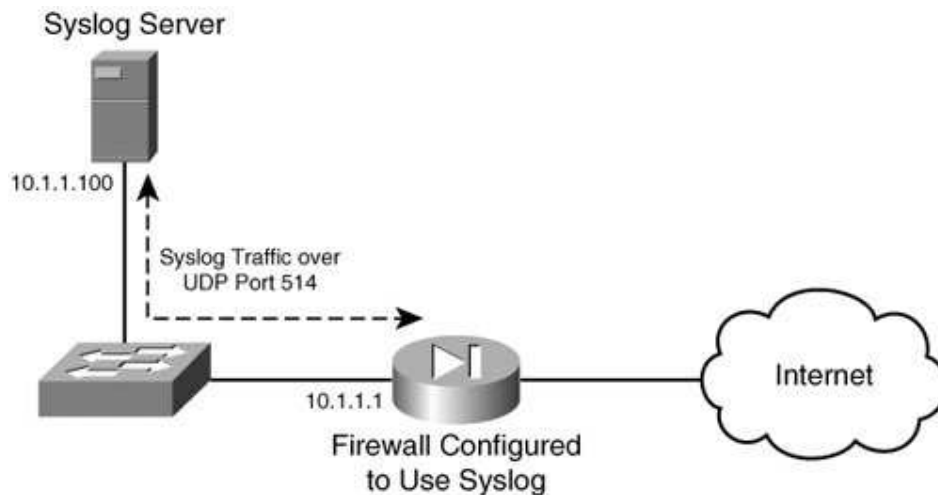 Syslog Server
10.1.1.100
Syslog Traffic over
UDP Port 514
10.1.1.1
Internet
Firewall Configured
to Use Syslog